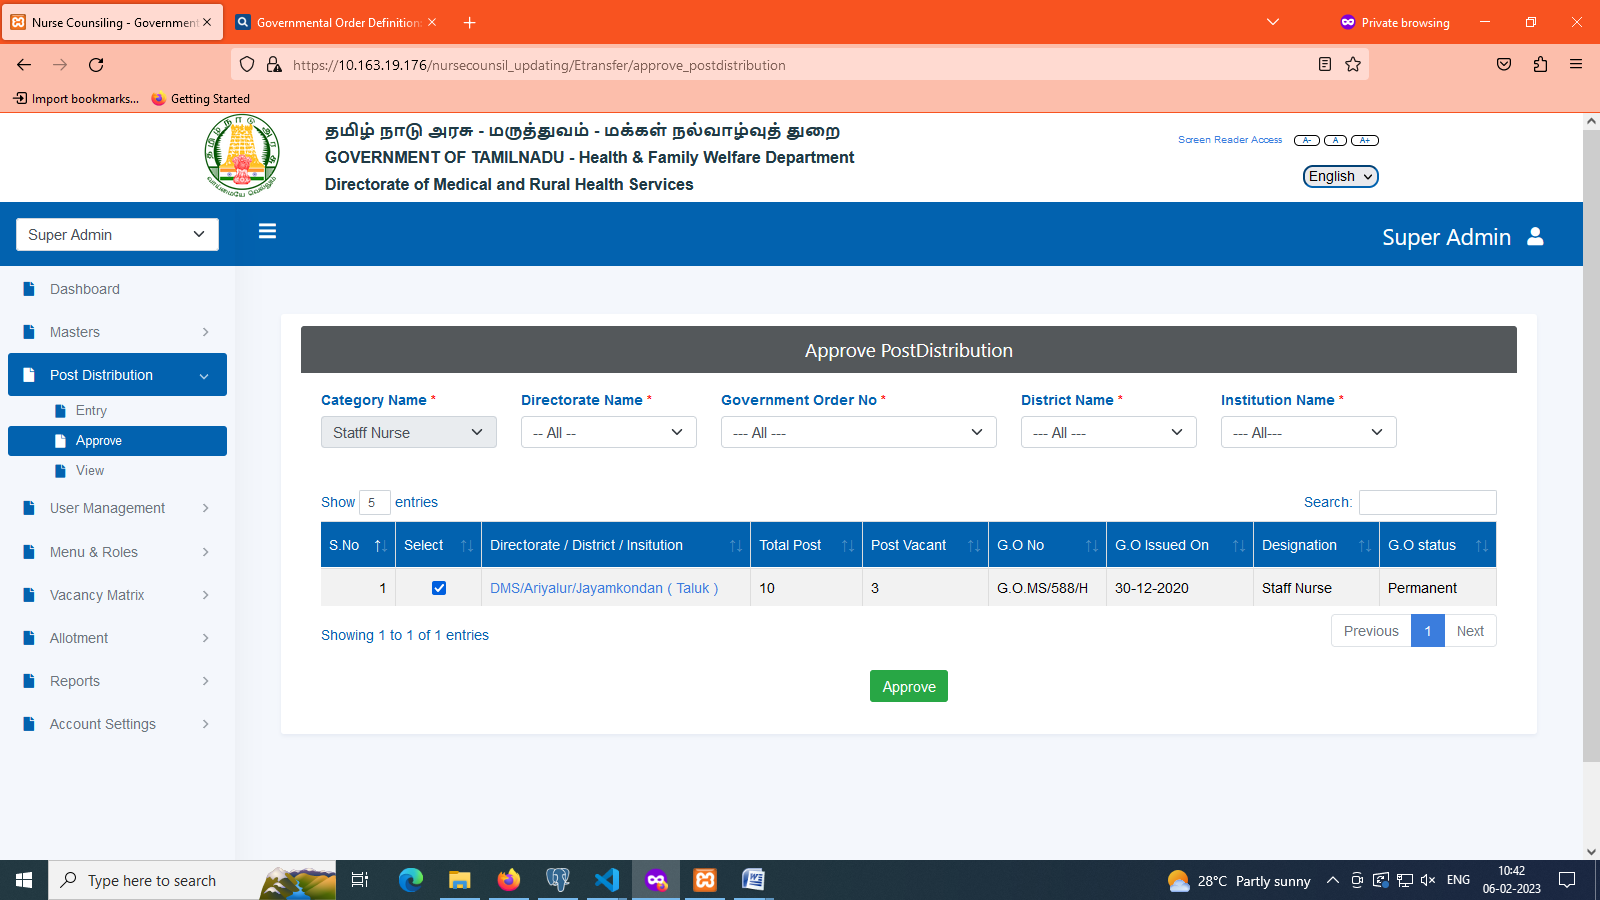 Nurse Counsiling - Government
Governmental Order Definition
Private browsing
https://10.163.19.176/nursecounsil_updating/Etransfer/approve_postdistribution
Import bookmarks...
Getting Started
தமிழ் நாடு அரசு - மருத்துவம் - மக்கள் நல்வாழ்வுத் துறை
GOVERNMENT OF TAMILNADU - Health & Family Welfare Department
Directorate of Medical and Rural Health Services
Screen Reader Access A- A A+
English
Super Admin
Super Admin
Dashboard
Masters
Post Distribution
Entry
Approve
View
User Management
Menu & Roles
Vacancy Matrix
Allotment
Reports
Account Settings
Approve PostDistribution
Category Name * Directorate Name * Government Order No * District Name * Institution Name *
Statff Nurse -- All -- --- All --- --- All --- --- All---
Show 5 entries Search:
S.No Select Directorate / District / Insitution Total Post Post Vacant G.O No G.O Issued On Designation G.O status
1 DMS/Ariyalur/Jayamkondan ( Taluk ) 10 3 G.O.MS/588/H 30-12-2020 Staff Nurse Permanent
Showing 1 to 1 of 1 entries Previous 1 Next
Approve
Type here to search
28°C Partly sunny
ENG
10:42
06-02-2023